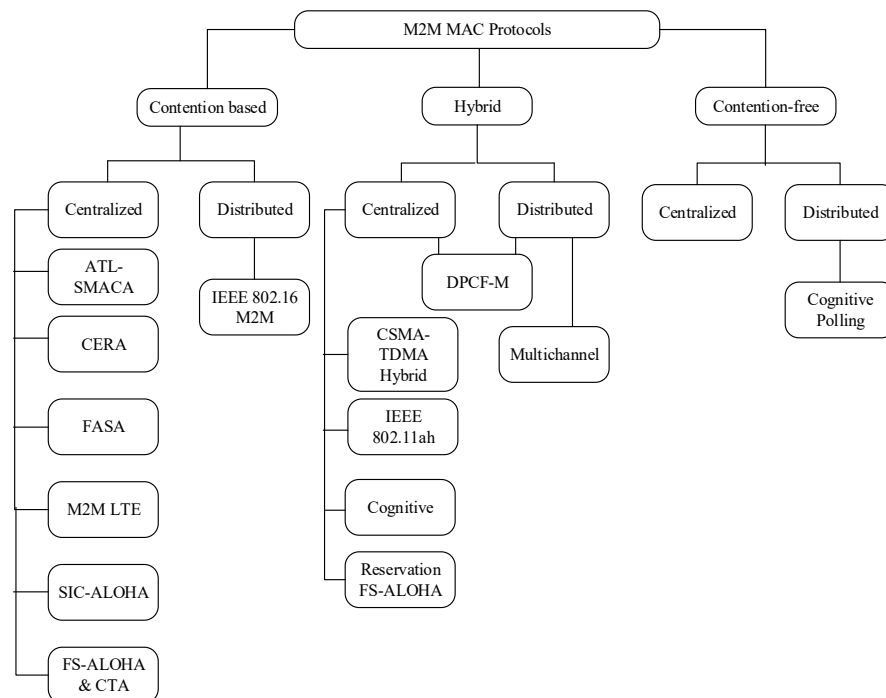 M2M MAC Protocols
Contention based
Hybrid
Contention-free
Centralized
Distributed
Centralized
Distributed
Centralized
Distributed
ATL-
SMACA
IEEE 802.16
M2M
DPCF-M
Cognitive
Polling
CERA
CSMA-
TDMA
Hybrid
Multichannel
FASA
IEEE
802.11ah
M2M LTE
Cognitive
SIC-ALOHA
Reservation
FS-ALOHA
FS-ALOHA
& CTA